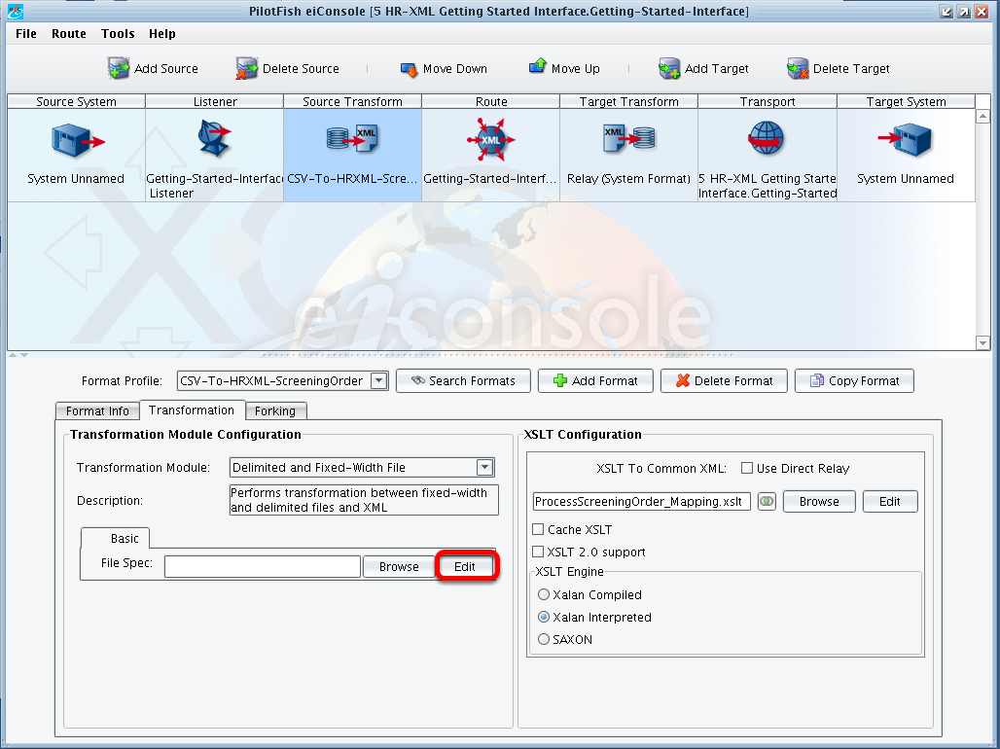 PilotFish eiConsole [5 HR-XML Getting Started Interface.Getting-Started-Interface]
File Route Tools Help
Add Source Delete Source Move Down Move Up Add Target Delete Target
Source System Listener Source Transform Route Target Transform Transport Target System
XML XML XML
System Unnamed Getting-Started-Interface CSV-To-HRXML-Scre... Getting-Started-Interf... Relay (System Format) 5 HR-XML Getting Starte System Unnamed
Listener Interface.Getting-Started
XCS
eiconsole
Format Profile: CSV-To-HRXML-ScreeningOrder Search Formats Add Format Delete Format Copy Format
Format Info Transformation Forking
Transformation Module Configuration
Transformation Module: Delimited and Fixed-Width File
Description: Performs transformation between fixed-width
and delimited files and XML
Basic
File Spec: Browse Edit
XSLT Configuration
XSLT To Common XML: Use Direct Relay
ProcessScreeningOrder_Mapping.xslt Browse Edit
Cache XSLT
XSLT 2.0 support
XSLT Engine
Xalan Compiled
Xalan Interpreted
SAXON